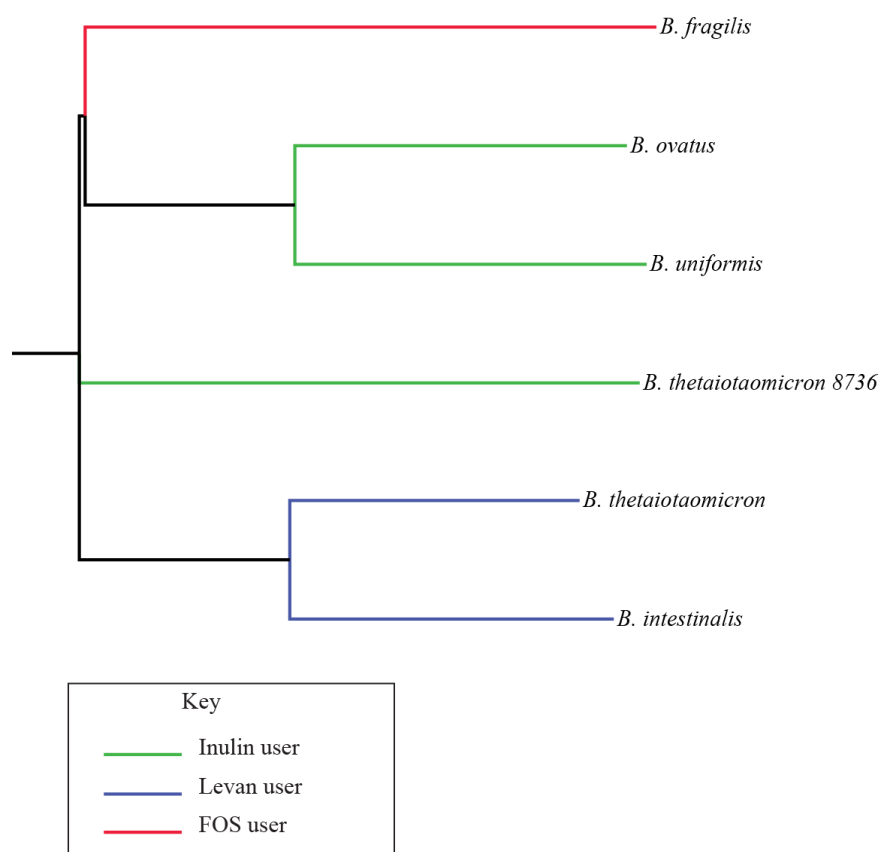 B. fragilis
B. ovatus
B. uniformis
B. thetaiotaomicron 8736
B. thetaiotaomicron
B. intestinalis
Key
Inulin user
Levan user
FOS user